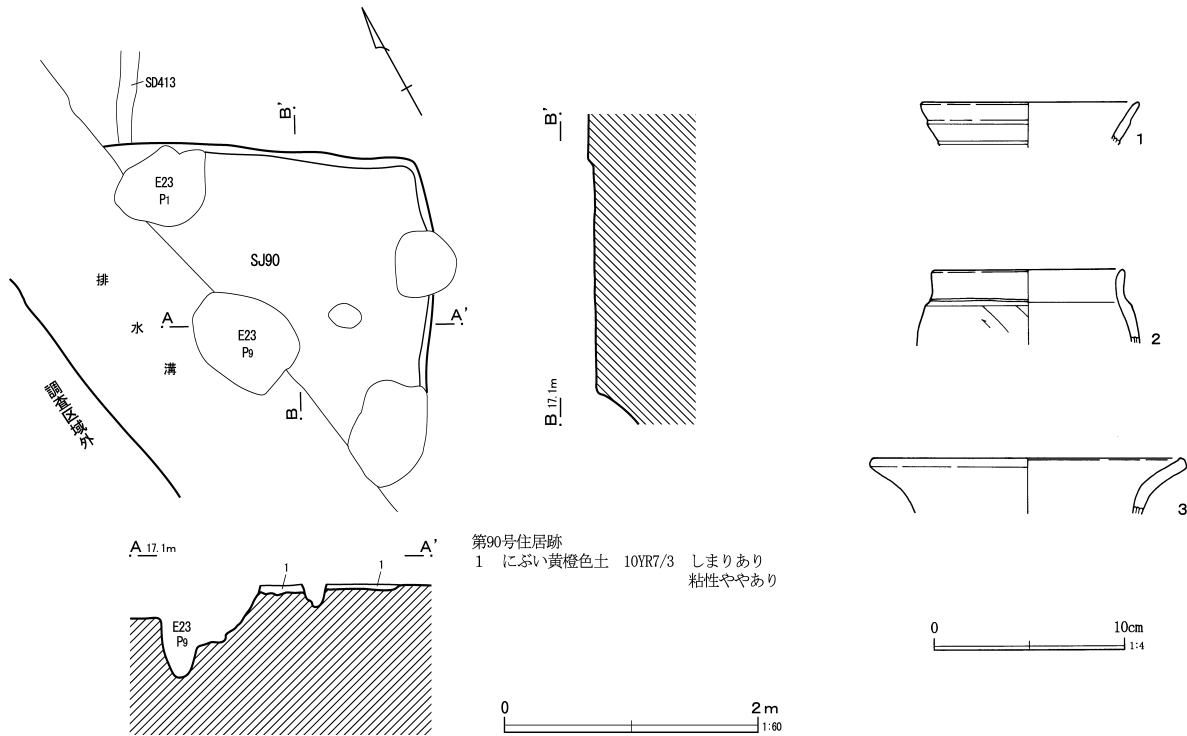 SD413
B'
E23
P1
SJ90
排
水
溝
A
A'
E23
P9
B
調査区域外
B'
B 17.1m
1
2
3
A 17.1m
A'
1
1
E23
P9
第90号住居跡
1 にぶい黄橙色土 10YR7/3 しまりあり
粘性ややあり
0 2m
1:60
0 10cm
1:4